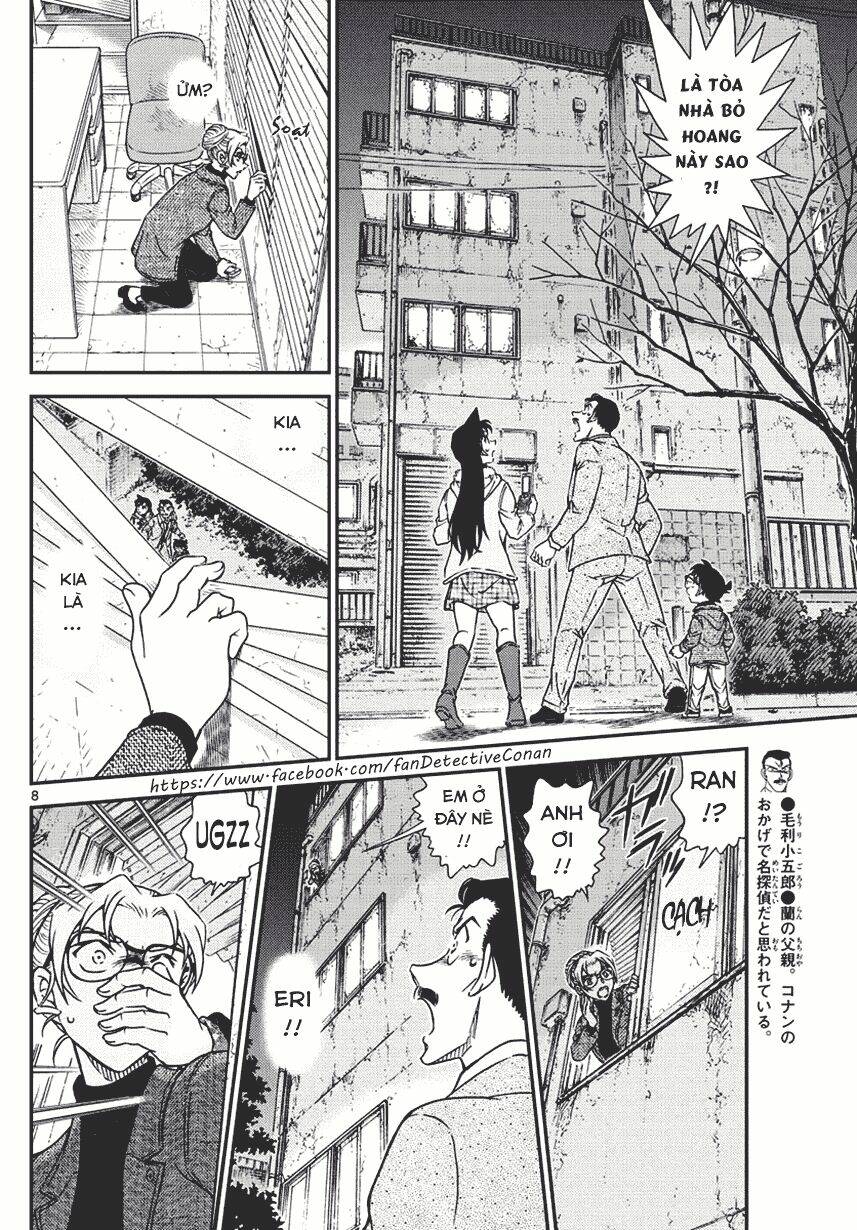 LÀ TÒA
NHÀ BỎ
HOANG
NÀY SAO
?!
ỬM?
Soạt
KIA
...
KIA
LÀ
...
https://www.facebook.com/fanDetectiveConan
8
RAN
!?
ANH
ƠI
!!
CẠCH
EM Ở
ĐÂY NÈ
!!
ERI
!!
UGZZ
●毛利小五郎●蘭の父親。コナンの
おかげで名探偵だと思われている。